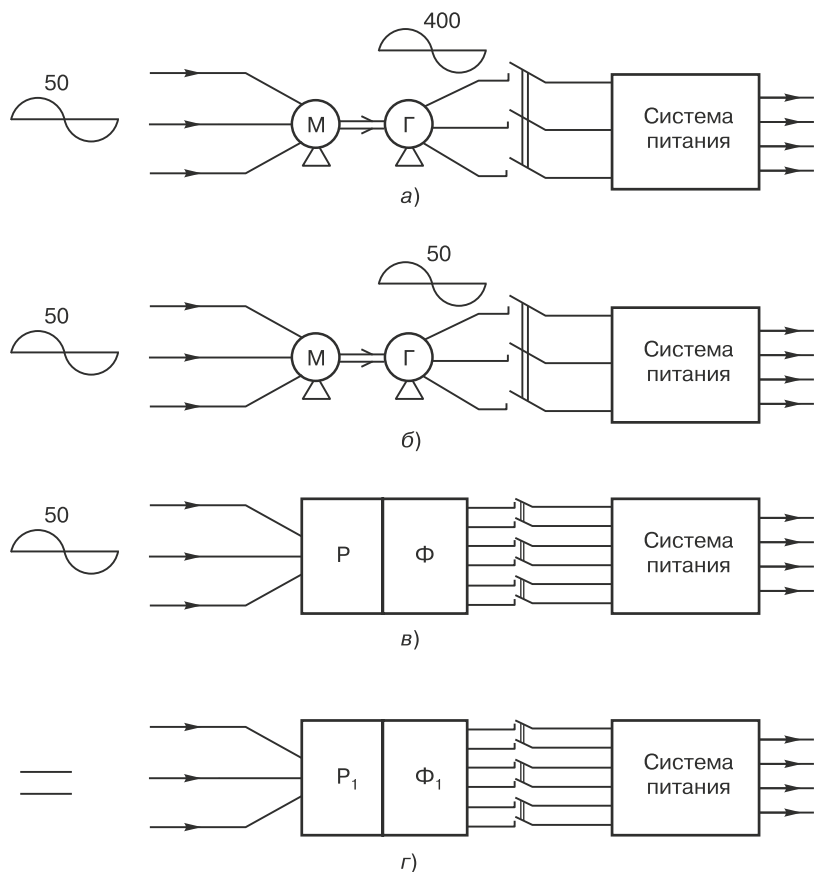 400
50
М
Г
Система
питания
а)
50
50
М
Г
Система
питания
б)
50
Р
Ф
Система
питания
в)
Р₁
Ф₁
Система
питания
г)